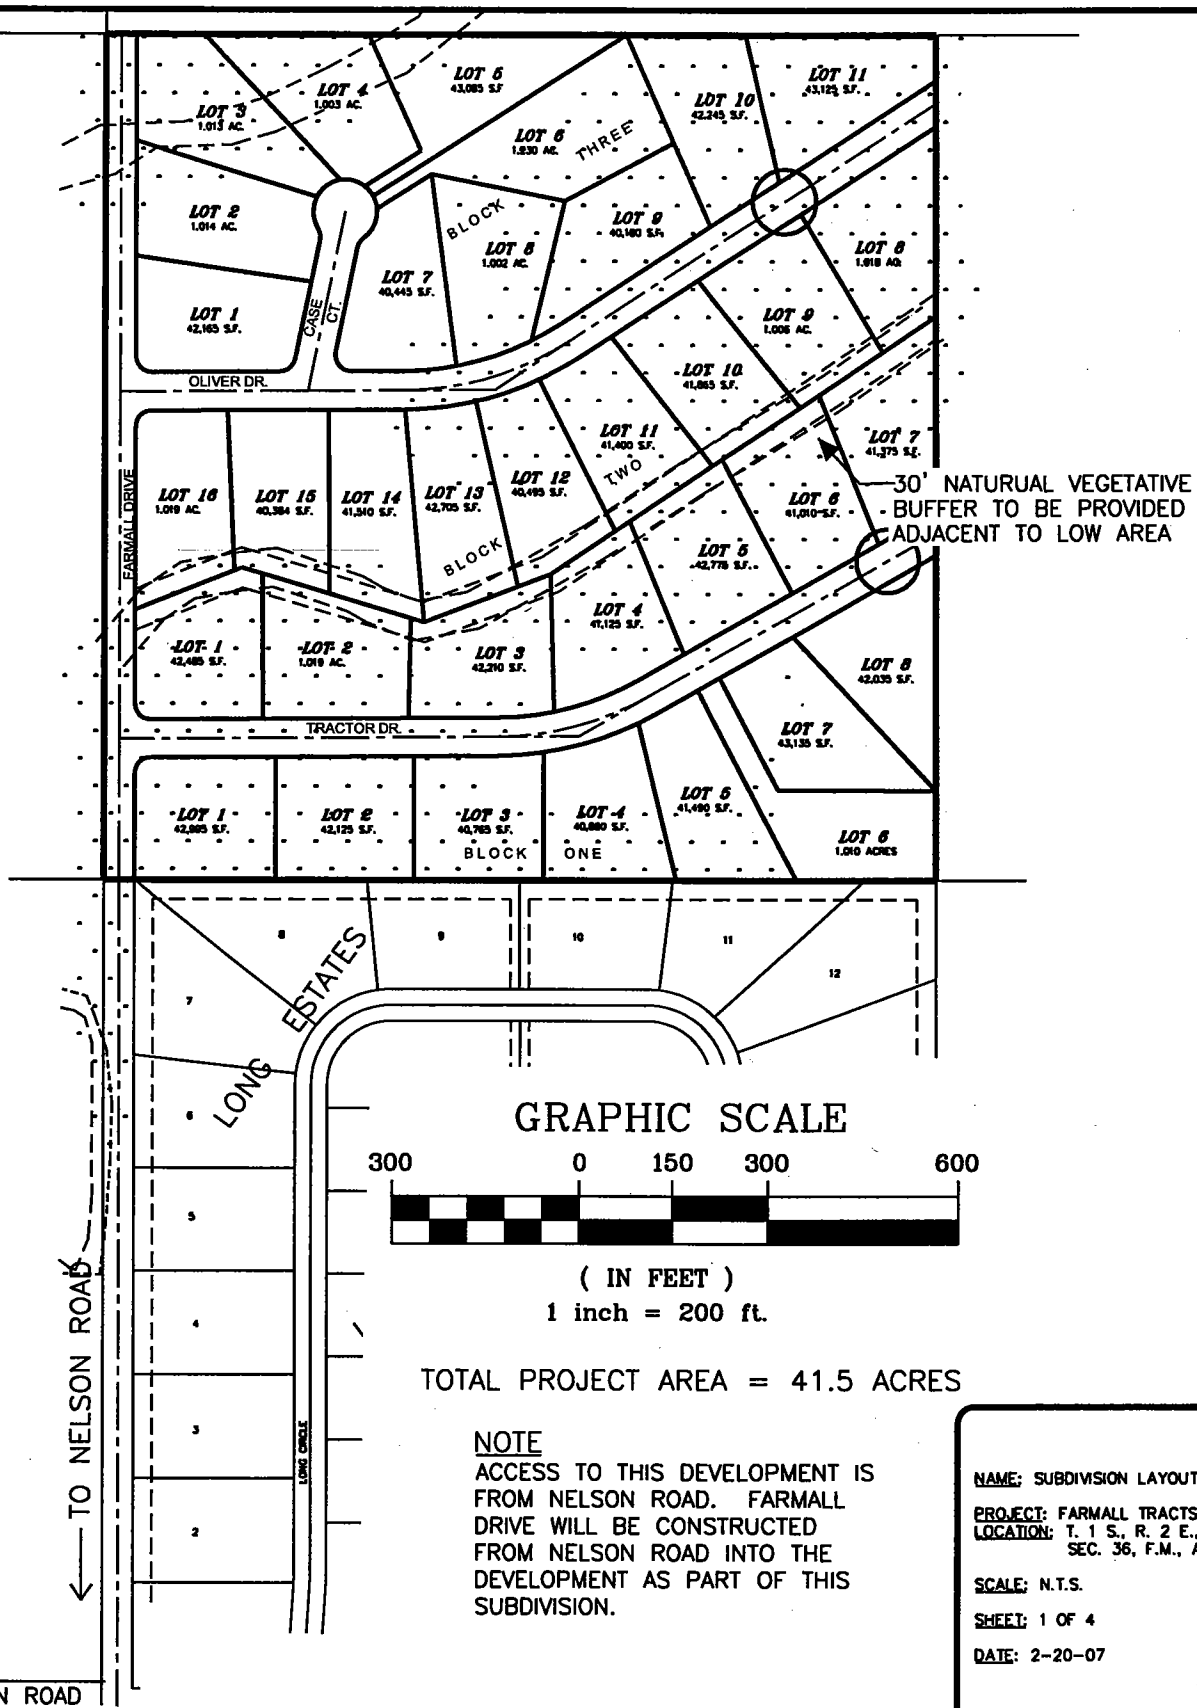 LOT 3
1.013 AC.
LOT 4
1.003 AC.
LOT 5
43,085 S.F
LOT 10
42,245 S.F.
LOT 11
43,125 S.F.
LOT 6
1.230 AC.
THREE
LOT 2
1.014 AC.
BLOCK
LOT 8
1.002 AC.
LOT 9
40,180 S.F.
LOT 8
1.018 AC.
LOT 7
40,445 S.F.
LOT 1
42,165 S.F.
CASE
CT.
LOT 9
1.006 AC.
OLIVER DR.
LOT 10
41,865 S.F.
LOT 11
41,400 S.F.
TWO
LOT 7
41,375 S.F.
LOT 16
1.019 AC.
LOT 15
40,384 S.F.
LOT 14
41,510 S.F.
LOT 13
42,705 S.F.
LOT 12
40,495 S.F.
LOT 6
41,010 S.F.
30' NATURUAL VEGETATIVE
BUFFER TO BE PROVIDED
ADJACENT TO LOW AREA
FARMALL DRIVE
BLOCK
LOT 5
42,775 S.F.
LOT 4
41,125 S.F.
LOT 1
42,485 S.F.
LOT 2
1.019 AC.
LOT 3
42,210 S.F.
LOT 8
42,035 S.F.
TRACTOR DR.
LOT 7
43,135 S.F.
LOT 1
42,995 S.F.
LOT 2
42,125 S.F.
LOT 3
40,765 S.F.
LOT 4
40,880 S.F.
LOT 5
41,490 S.F.
LOT 6
1.010 ACRES
BLOCK ONE
8
9
10
11
12
7
LONG ESTATES
6
5
4
3
2
LONG CIRCLE
TO NELSON ROAD
GRAPHIC SCALE
300 0 150 300 600
( IN FEET )
1 inch = 200 ft.
TOTAL PROJECT AREA = 41.5 ACRES
NOTE
ACCESS TO THIS DEVELOPMENT IS
FROM NELSON ROAD. FARMALL
DRIVE WILL BE CONSTRUCTED
FROM NELSON ROAD INTO THE
DEVELOPMENT AS PART OF THIS
SUBDIVISION.
NAME: SUBDIVISION LAYOUT
PROJECT: FARMALL TRACTS
LOCATION: T. 1 S., R. 2 E.,
SEC. 36, F.M., A
SCALE: N.T.S.
SHEET: 1 OF 4
DATE: 2-20-07
N ROAD